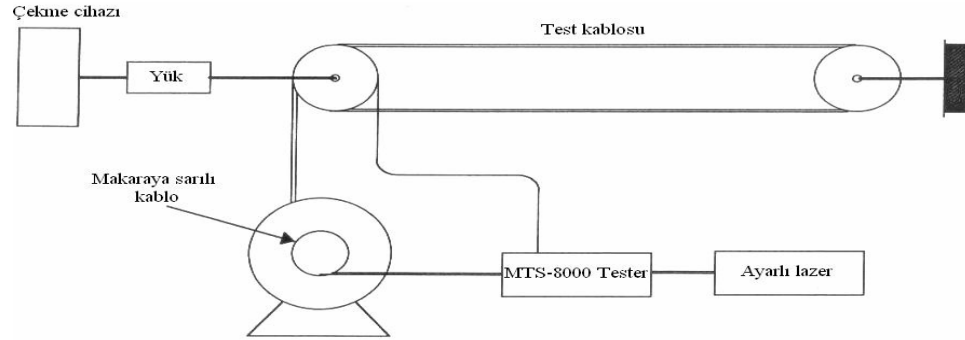 Çekme cihazı
Test kablosu
Yük
Makaraya sarılı
kablo
MTS-8000 Tester
Ayarlı lazer